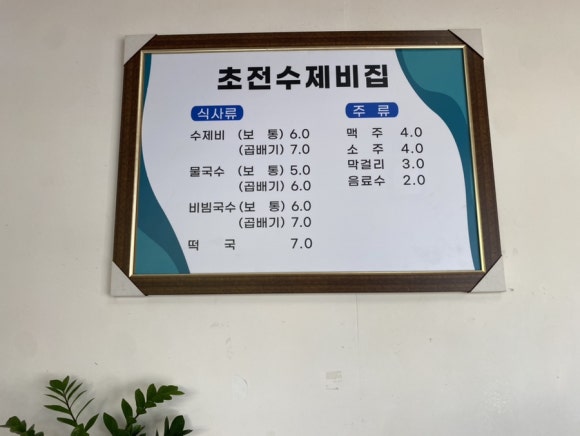 초전수제비집
식사류
수제비 (보 통) 6.0
(곱배기) 7.0
물국수 (보 통) 5.0
(곱배기) 6.0
비빔국수 (보 통) 6.0
(곱배기) 7.0
떡 국 7.0
주 류
맥 주 4.0
소 주 4.0
막걸리 3.0
음료수 2.0